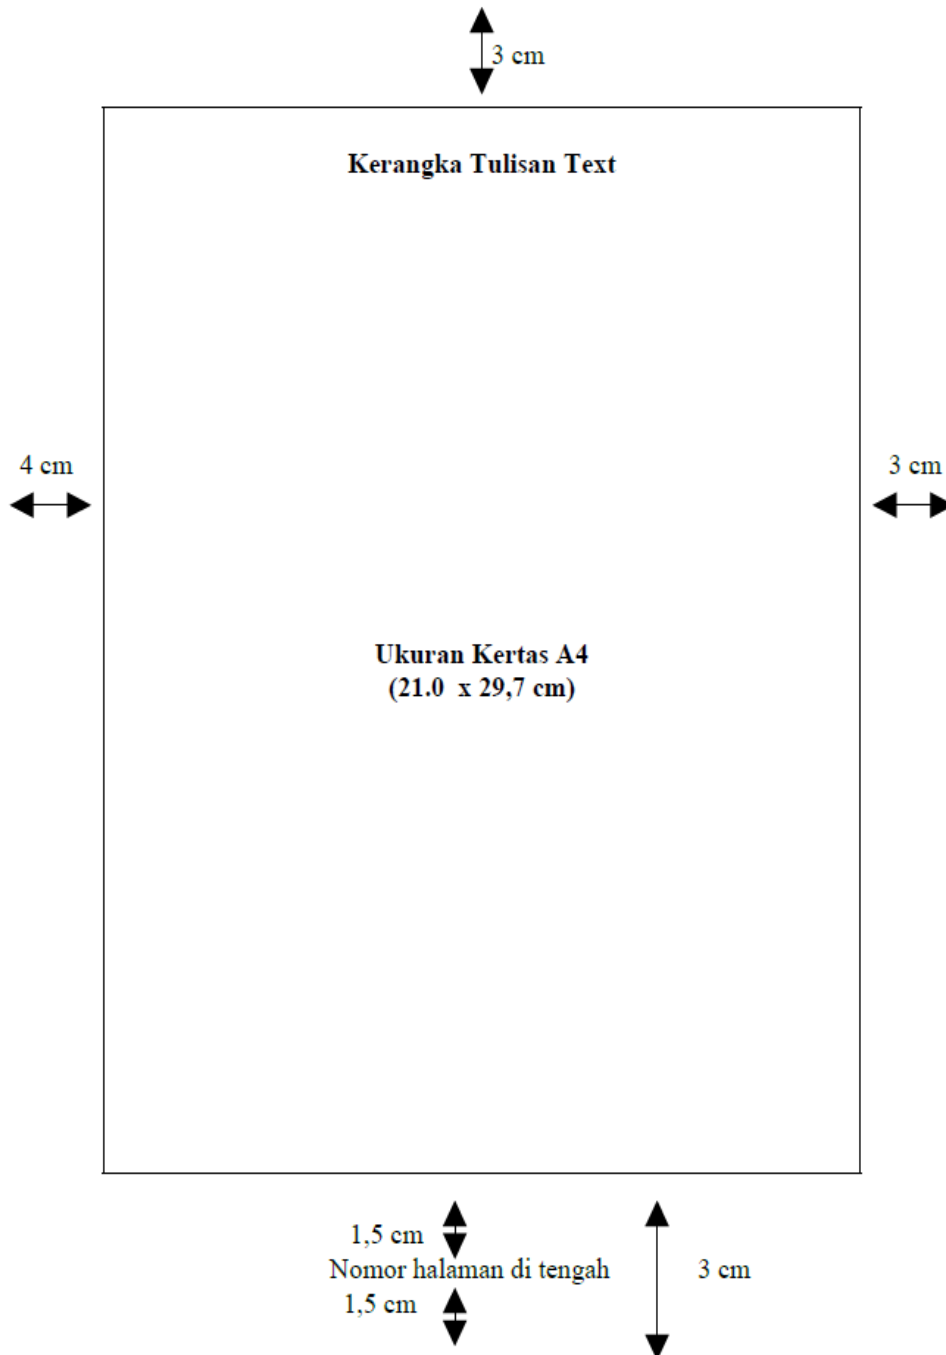 3 cm
Kerangka Tulisan Text
4 cm
3 cm
Ukuran Kertas A4
(21.0  x 29,7 cm)
1,5 cm
Nomor halaman di tengah
3 cm
1,5 cm